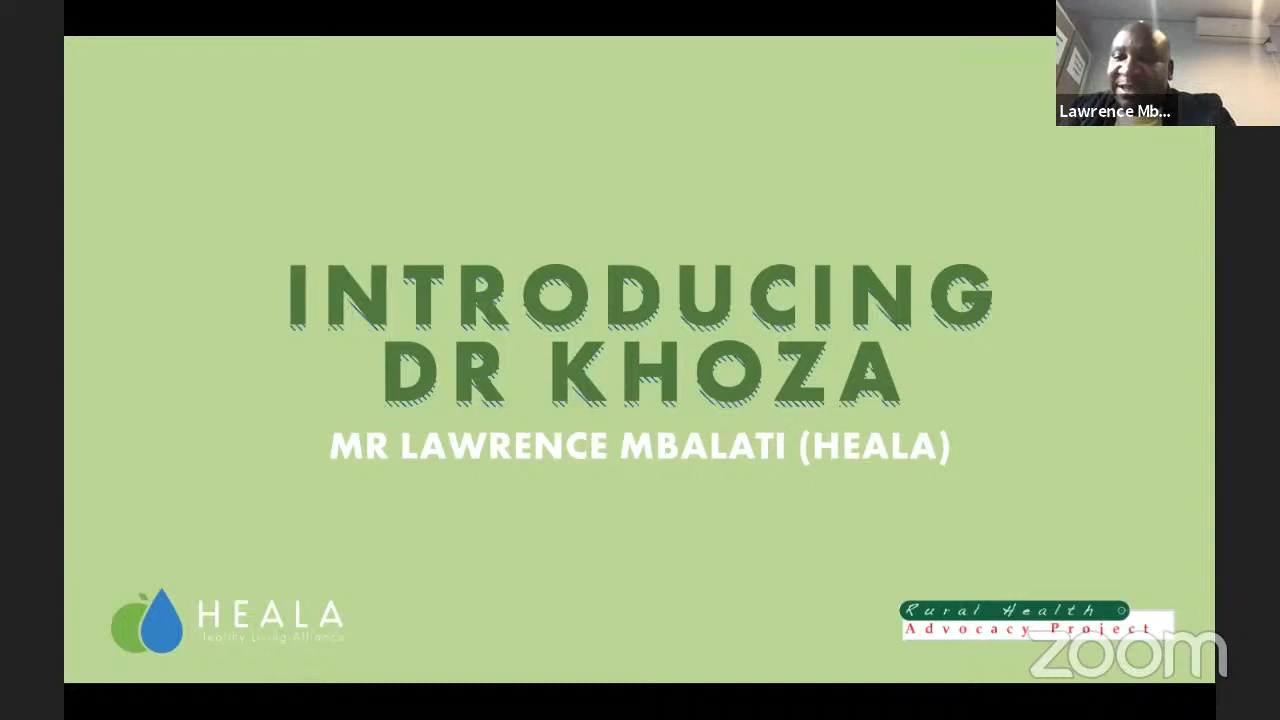 Lawrence Mb...
INTRODUCING
DR KHOZA
MR LAWRENCE MBALATI (HEALA)
HEALA
Healthy Living Alliance
Rural Health
Advocacy Project
zoom